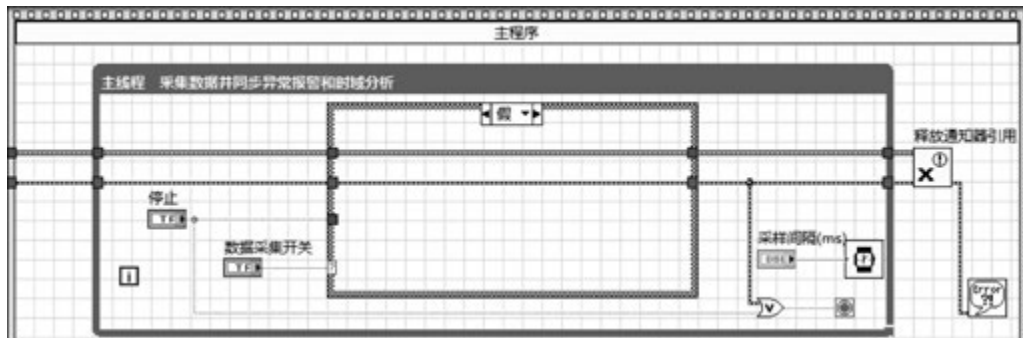 主程序
主线程 采集数据并同步异常报警和时域分析
假
释放通知器引用
停止
TF
数据采集开关
TF
?
采样间隔(ms)
DBL
i
Error
?!